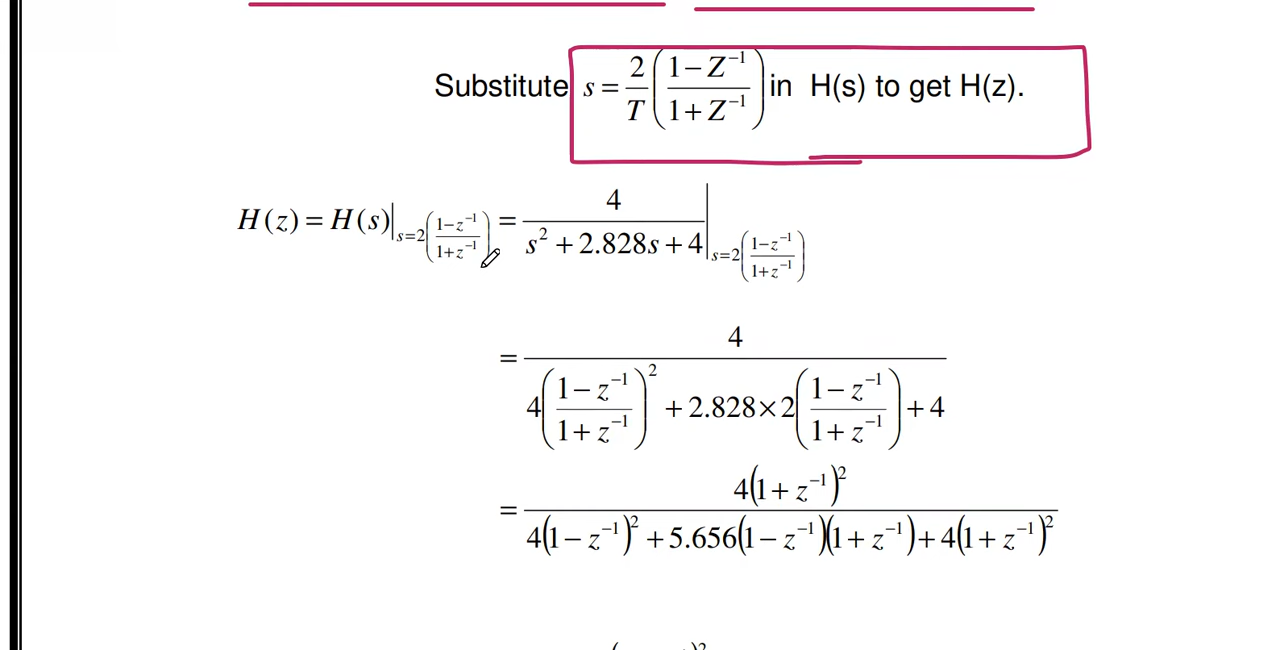 Substitute s = 2/T ( (1 − Z⁻¹) / (1 + Z⁻¹) ) in H(s) to get H(z).
H(z) = H(s)|_{s=2((1−z⁻¹)/(1+z⁻¹))} = 4 / (s² + 2.828s + 4) |_{s=2((1−z⁻¹)/(1+z⁻¹))}
= 4 / ( 4((1 − z⁻¹)/(1 + z⁻¹))² + 2.828×2((1 − z⁻¹)/(1 + z⁻¹)) + 4 )
= 4(1 + z⁻¹)² / ( 4(1 − z⁻¹)² + 5.656(1 − z⁻¹)(1 + z⁻¹) + 4(1 + z⁻¹)² )